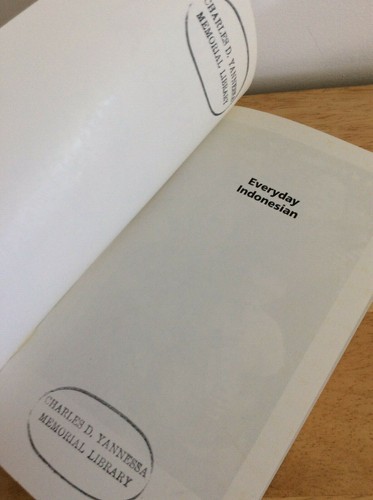 CHARLES D. YANNESSA
MEMORIAL LIBRARY
Everyday
Indonesian
CHARLES D. YANNESSA
MEMORIAL LIBRARY